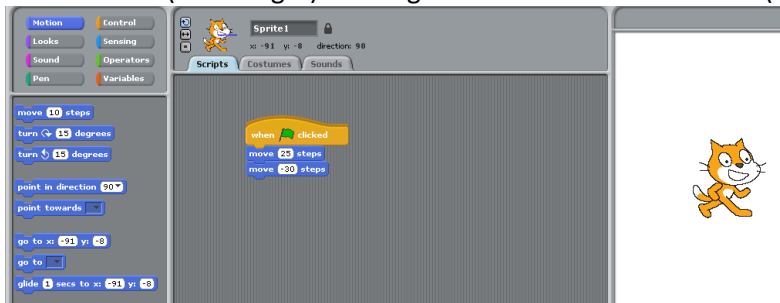 Motion
Control
Looks
Sensing
Sound
Operators
Pen
Variables
Sprite1
x: -91 y: -8 direction: 90
Scripts
Costumes
Sounds
move 10 steps
turn 15 degrees
turn 15 degrees
point in direction 90
point towards
go to x: -91 y: -8
go to
glide 1 secs to x: -91 y: -8
when clicked
move 25 steps
move -30 steps